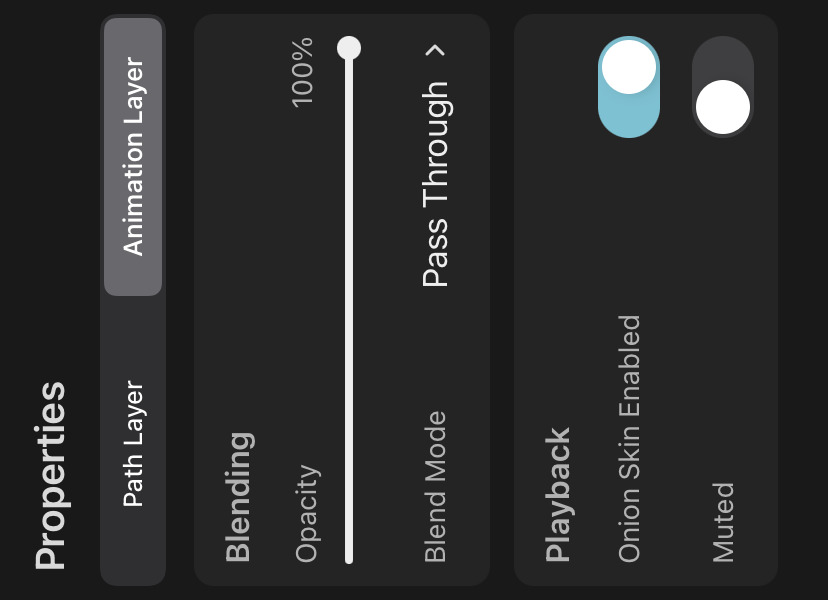 Properties
Path Layer Animation Layer
Blending
Opacity 100%
Blend Mode Pass Through
Playback
Onion Skin Enabled
Muted